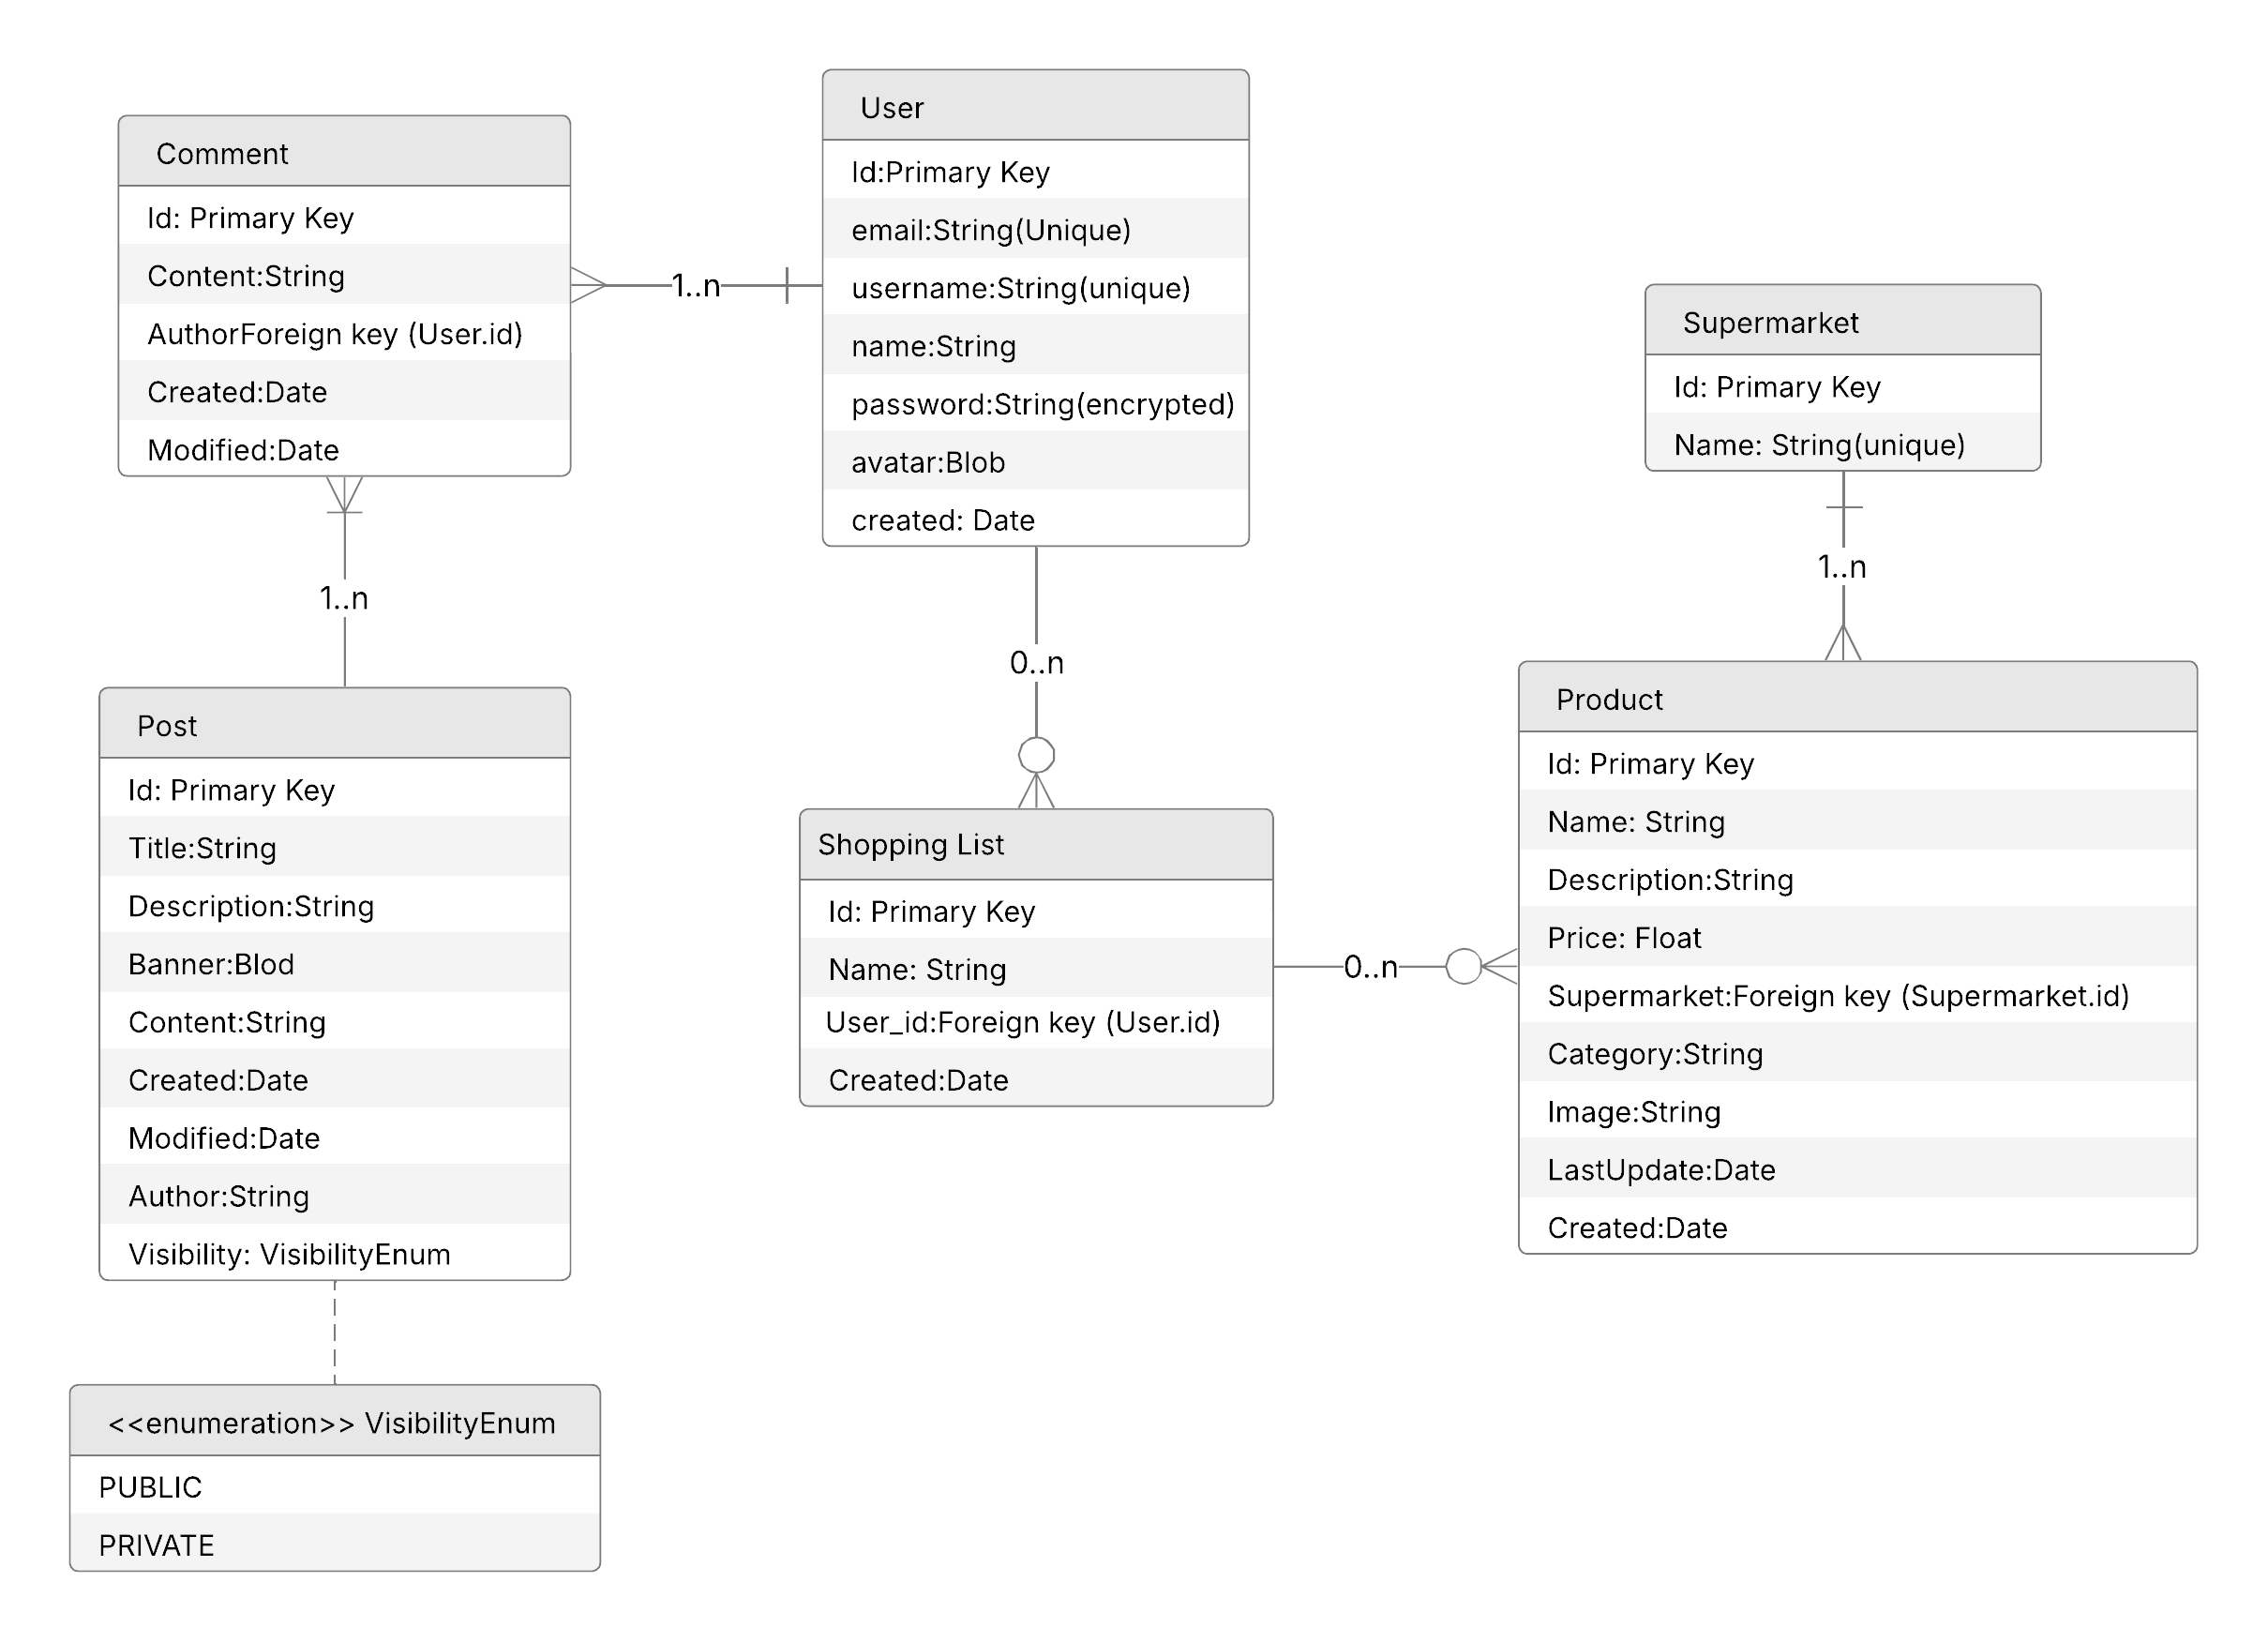 Comment
Id: Primary Key
Content:String
AuthorForeign key (User.id)
Created:Date
Modified:Date
1..n
User
Id:Primary Key
email:String(Unique)
username:String(unique)
name:String
password:String(encrypted)
avatar:Blob
created: Date
Supermarket
Id: Primary Key
Name: String(unique)
1..n
1..n
0..n
Post
Id: Primary Key
Title:String
Description:String
Banner:Blod
Content:String
Created:Date
Modified:Date
Author:String
Visibility: VisibilityEnum
Shopping List
Id: Primary Key
Name: String
User_id:Foreign key (User.id)
Created:Date
0..n
Product
Id: Primary Key
Name: String
Description:String
Price: Float
Supermarket:Foreign key (Supermarket.id)
Category:String
Image:String
LastUpdate:Date
Created:Date
<<enumeration>> VisibilityEnum
PUBLIC
PRIVATE